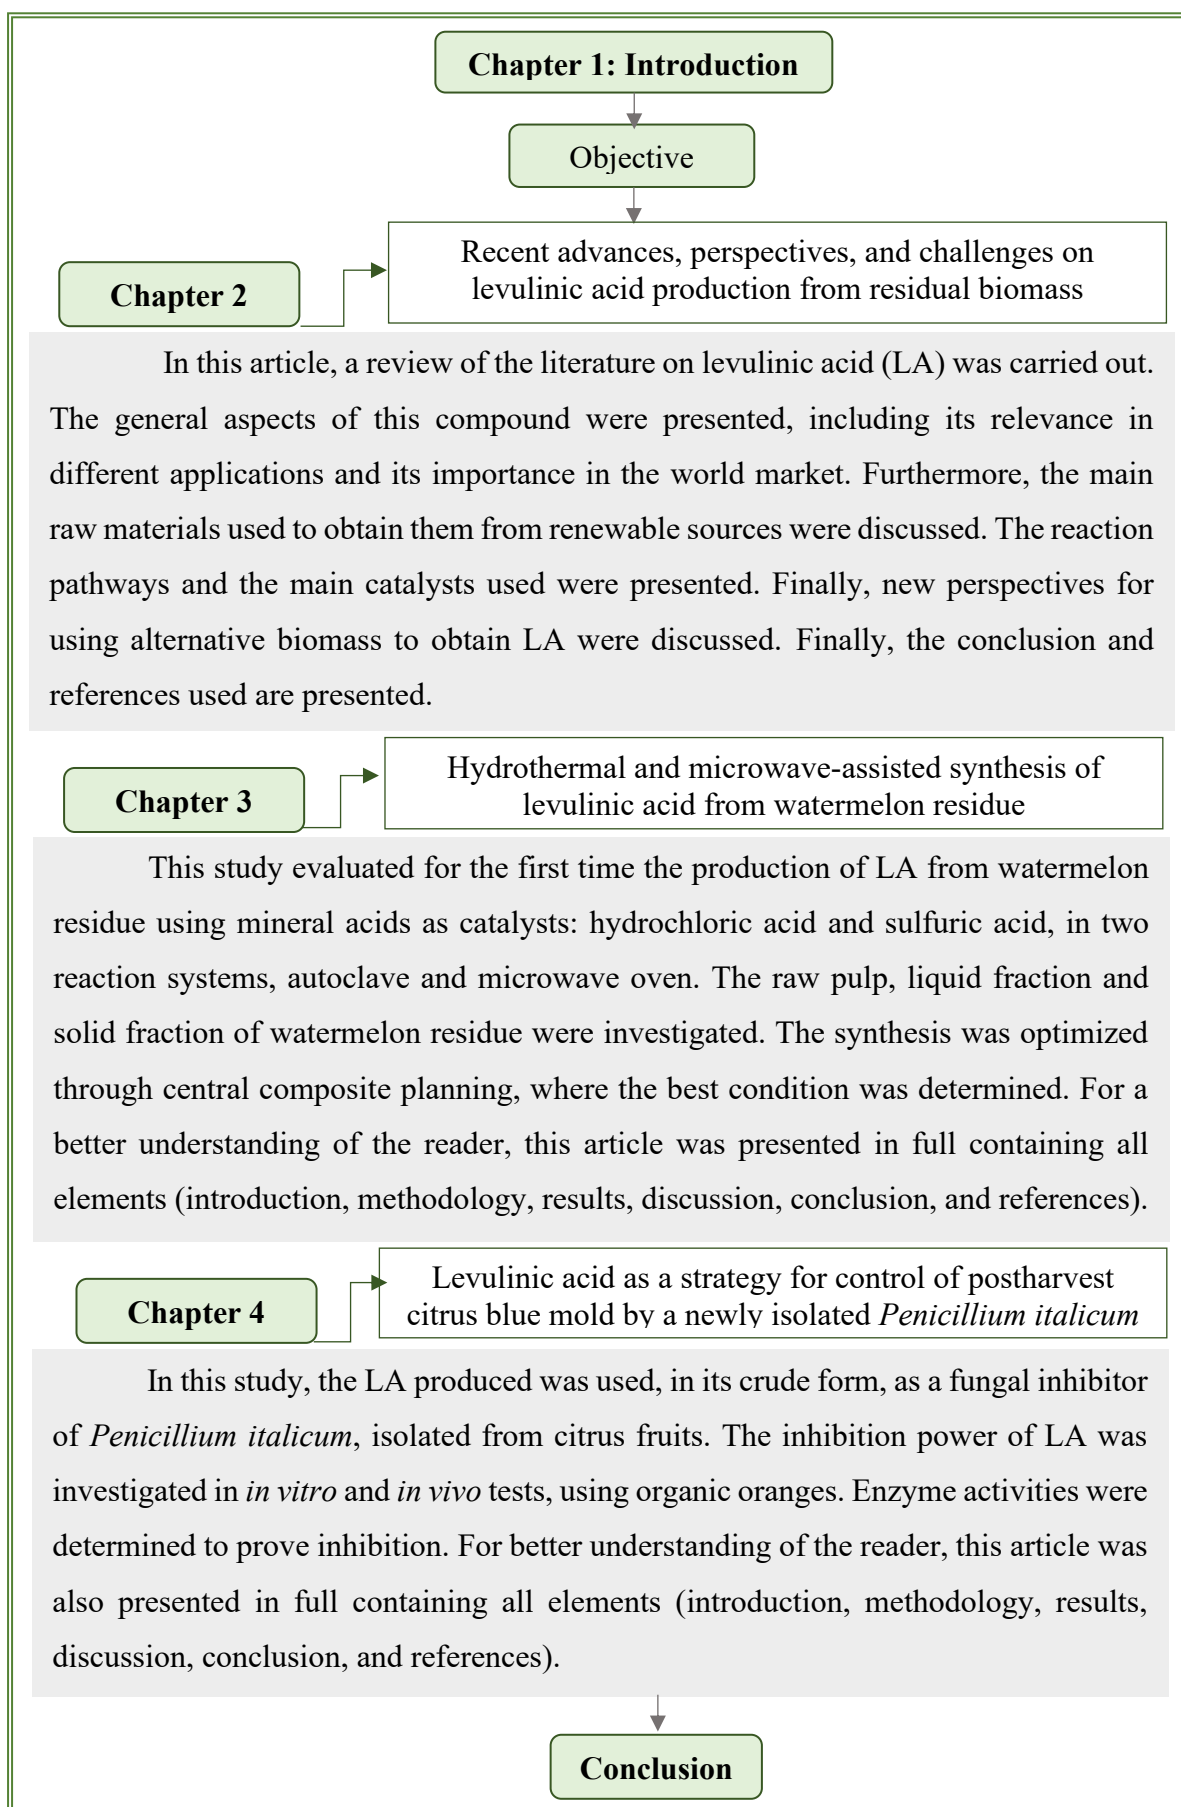 Chapter 1: Introduction
Objective
Recent advances, perspectives, and challenges on
levulinic acid production from residual biomass
Chapter 2
In this article, a review of the literature on levulinic acid (LA) was carried out.
The general aspects of this compound were presented, including its relevance in
different applications and its importance in the world market. Furthermore, the main
raw materials used to obtain them from renewable sources were discussed. The reaction
pathways and the main catalysts used were presented. Finally, new perspectives for
using alternative biomass to obtain LA were discussed. Finally, the conclusion and
references used are presented.
Hydrothermal and microwave-assisted synthesis of
levulinic acid from watermelon residue
Chapter 3
This study evaluated for the first time the production of LA from watermelon
residue using mineral acids as catalysts: hydrochloric acid and sulfuric acid, in two
reaction systems, autoclave and microwave oven. The raw pulp, liquid fraction and
solid fraction of watermelon residue were investigated. The synthesis was optimized
through central composite planning, where the best condition was determined. For a
better understanding of the reader, this article was presented in full containing all
elements (introduction, methodology, results, discussion, conclusion, and references).
Levulinic acid as a strategy for control of postharvest
citrus blue mold by a newly isolated Penicillium italicum
Chapter 4
In this study, the LA produced was used, in its crude form, as a fungal inhibitor
of Penicillium italicum, isolated from citrus fruits. The inhibition power of LA was
investigated in in vitro and in vivo tests, using organic oranges. Enzyme activities were
determined to prove inhibition. For better understanding of the reader, this article was
also presented in full containing all elements (introduction, methodology, results,
discussion, conclusion, and references).
Conclusion